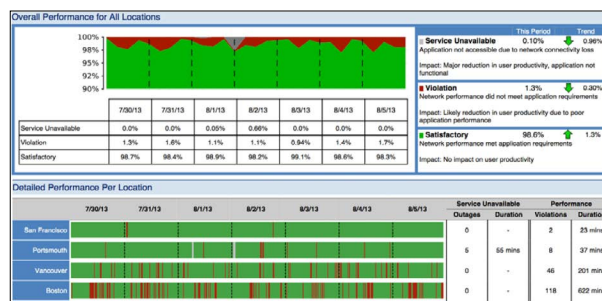 Overall Performance for All Locations
100%
98%
96%
94%
92%
90%
7/30/13 7/31/13 8/1/13 8/2/13 8/3/13 8/4/13 8/5/13
Service Unavailable 0.0% 0.0% 0.05% 0.66% 0.0% 0.0% 0.0%
Violation 1.3% 1.6% 1.1% 1.1% 0.94% 1.4% 1.7%
Satisfactory 98.7% 98.4% 98.9% 98.2% 99.1% 98.6% 98.3%
This Period Trend
Service Unavailable 0.10% 0.96%
Application not accessible due to network connectivity loss
Impact: Major reduction in user productivity, application not functional
Violation 1.3% 0.30%
Network performance did not meet application requirements
Impact: Likely reduction in user productivity due to poor application performance
Satisfactory 98.6% 1.3%
Network performance met application requirements
Impact: No impact on user productivity
Detailed Performance Per Location
Service Unavailable Performance
7/30/13 7/31/13 8/1/13 8/2/13 8/3/13 8/4/13 8/5/13 Outages Duration Violations Duration
San Francisco 0 - 2 23 mins
Portsmouth 5 55 mins 8 37 mins
Vancouver 0 - 46 201 mins
Boston 0 - 118 622 mins